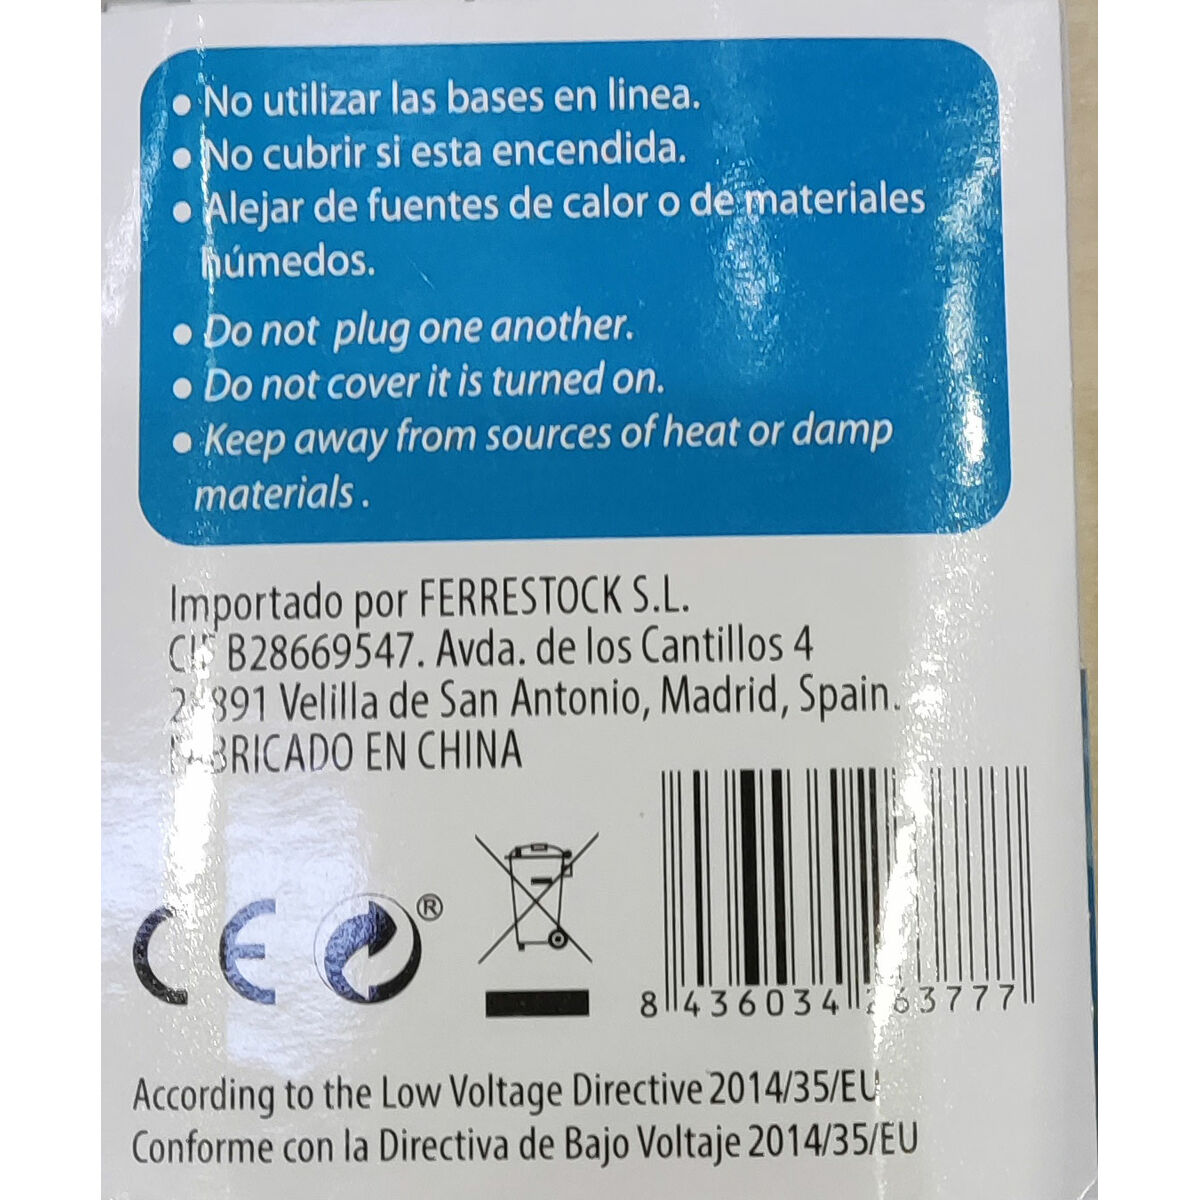 • No utilizar las bases en linea.
• No cubrir si esta encendida.
• Alejar de fuentes de calor o de materiales
húmedos.
• Do not plug one another.
• Do not cover it is turned on.
• Keep away from sources of heat or damp
materials.
Importado por FERRESTOCK S.L.
CIF B28669547. Avda. de los Cantillos 4
Velilla de San Antonio, Madrid, Spain.
FABRICADO EN CHINA
CE ®
8 436034 263777
According to the Low Voltage Directive 2014/35/EU
Conforme con la Directiva de Bajo Voltaje 2014/35/EU